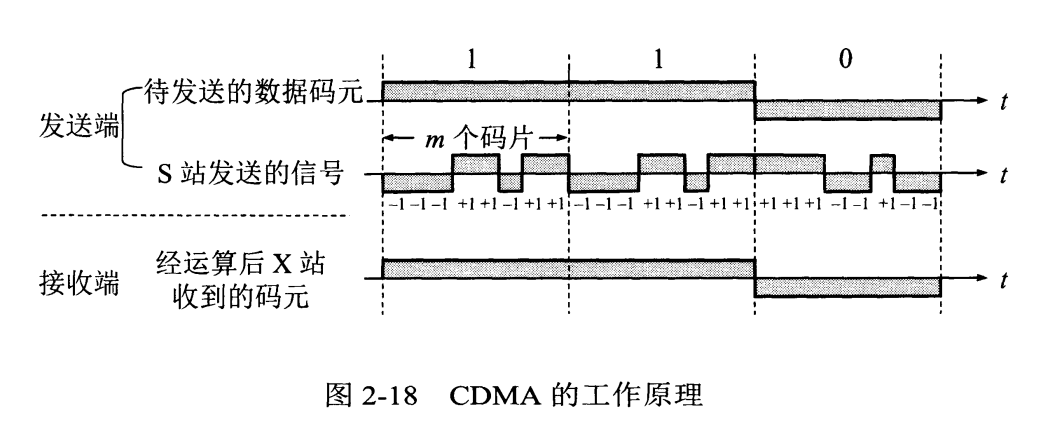 1 1 0
待发送的数据码元 t
发送端
m 个码片
S 站发送的信号 t
–1 –1 –1 +1 +1 –1 +1 +1 –1 –1 –1 +1 +1 –1 +1 +1 +1 +1 +1 –1 –1 +1 –1 –1
接收端
经运算后 X 站
收到的码元
t
图 2-18 CDMA 的工作原理